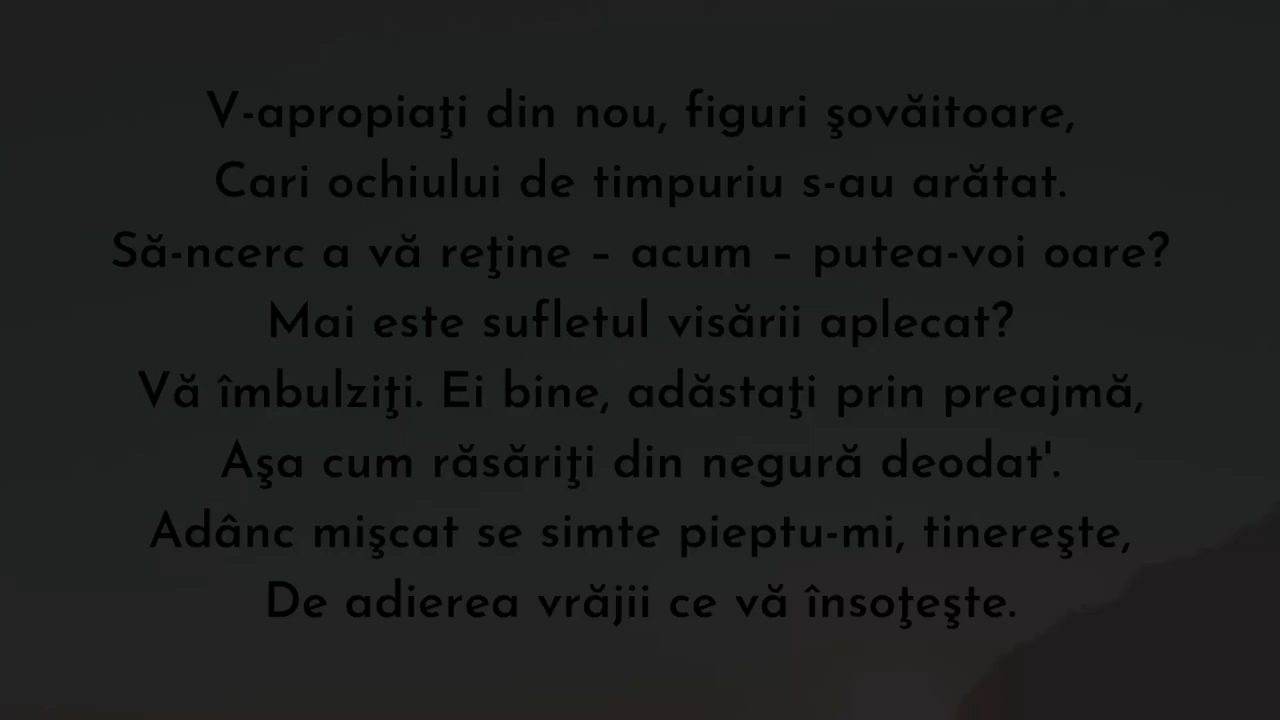 V-apropiaţi din nou, figuri şovăitoare,
Cari ochiului de timpuriu s-au arătat.
Să-ncerc a vă reţine – acum – putea-voi oare?
Mai este sufletul visării aplecat?
Vă îmbulziţi. Ei bine, adăstaţi prin preajmă,
Aşa cum răsăriţi din negură deodat'.
Adânc mişcat se simte pieptu-mi, tinereşte,
De adierea vrăjii ce vă însoţeşte.